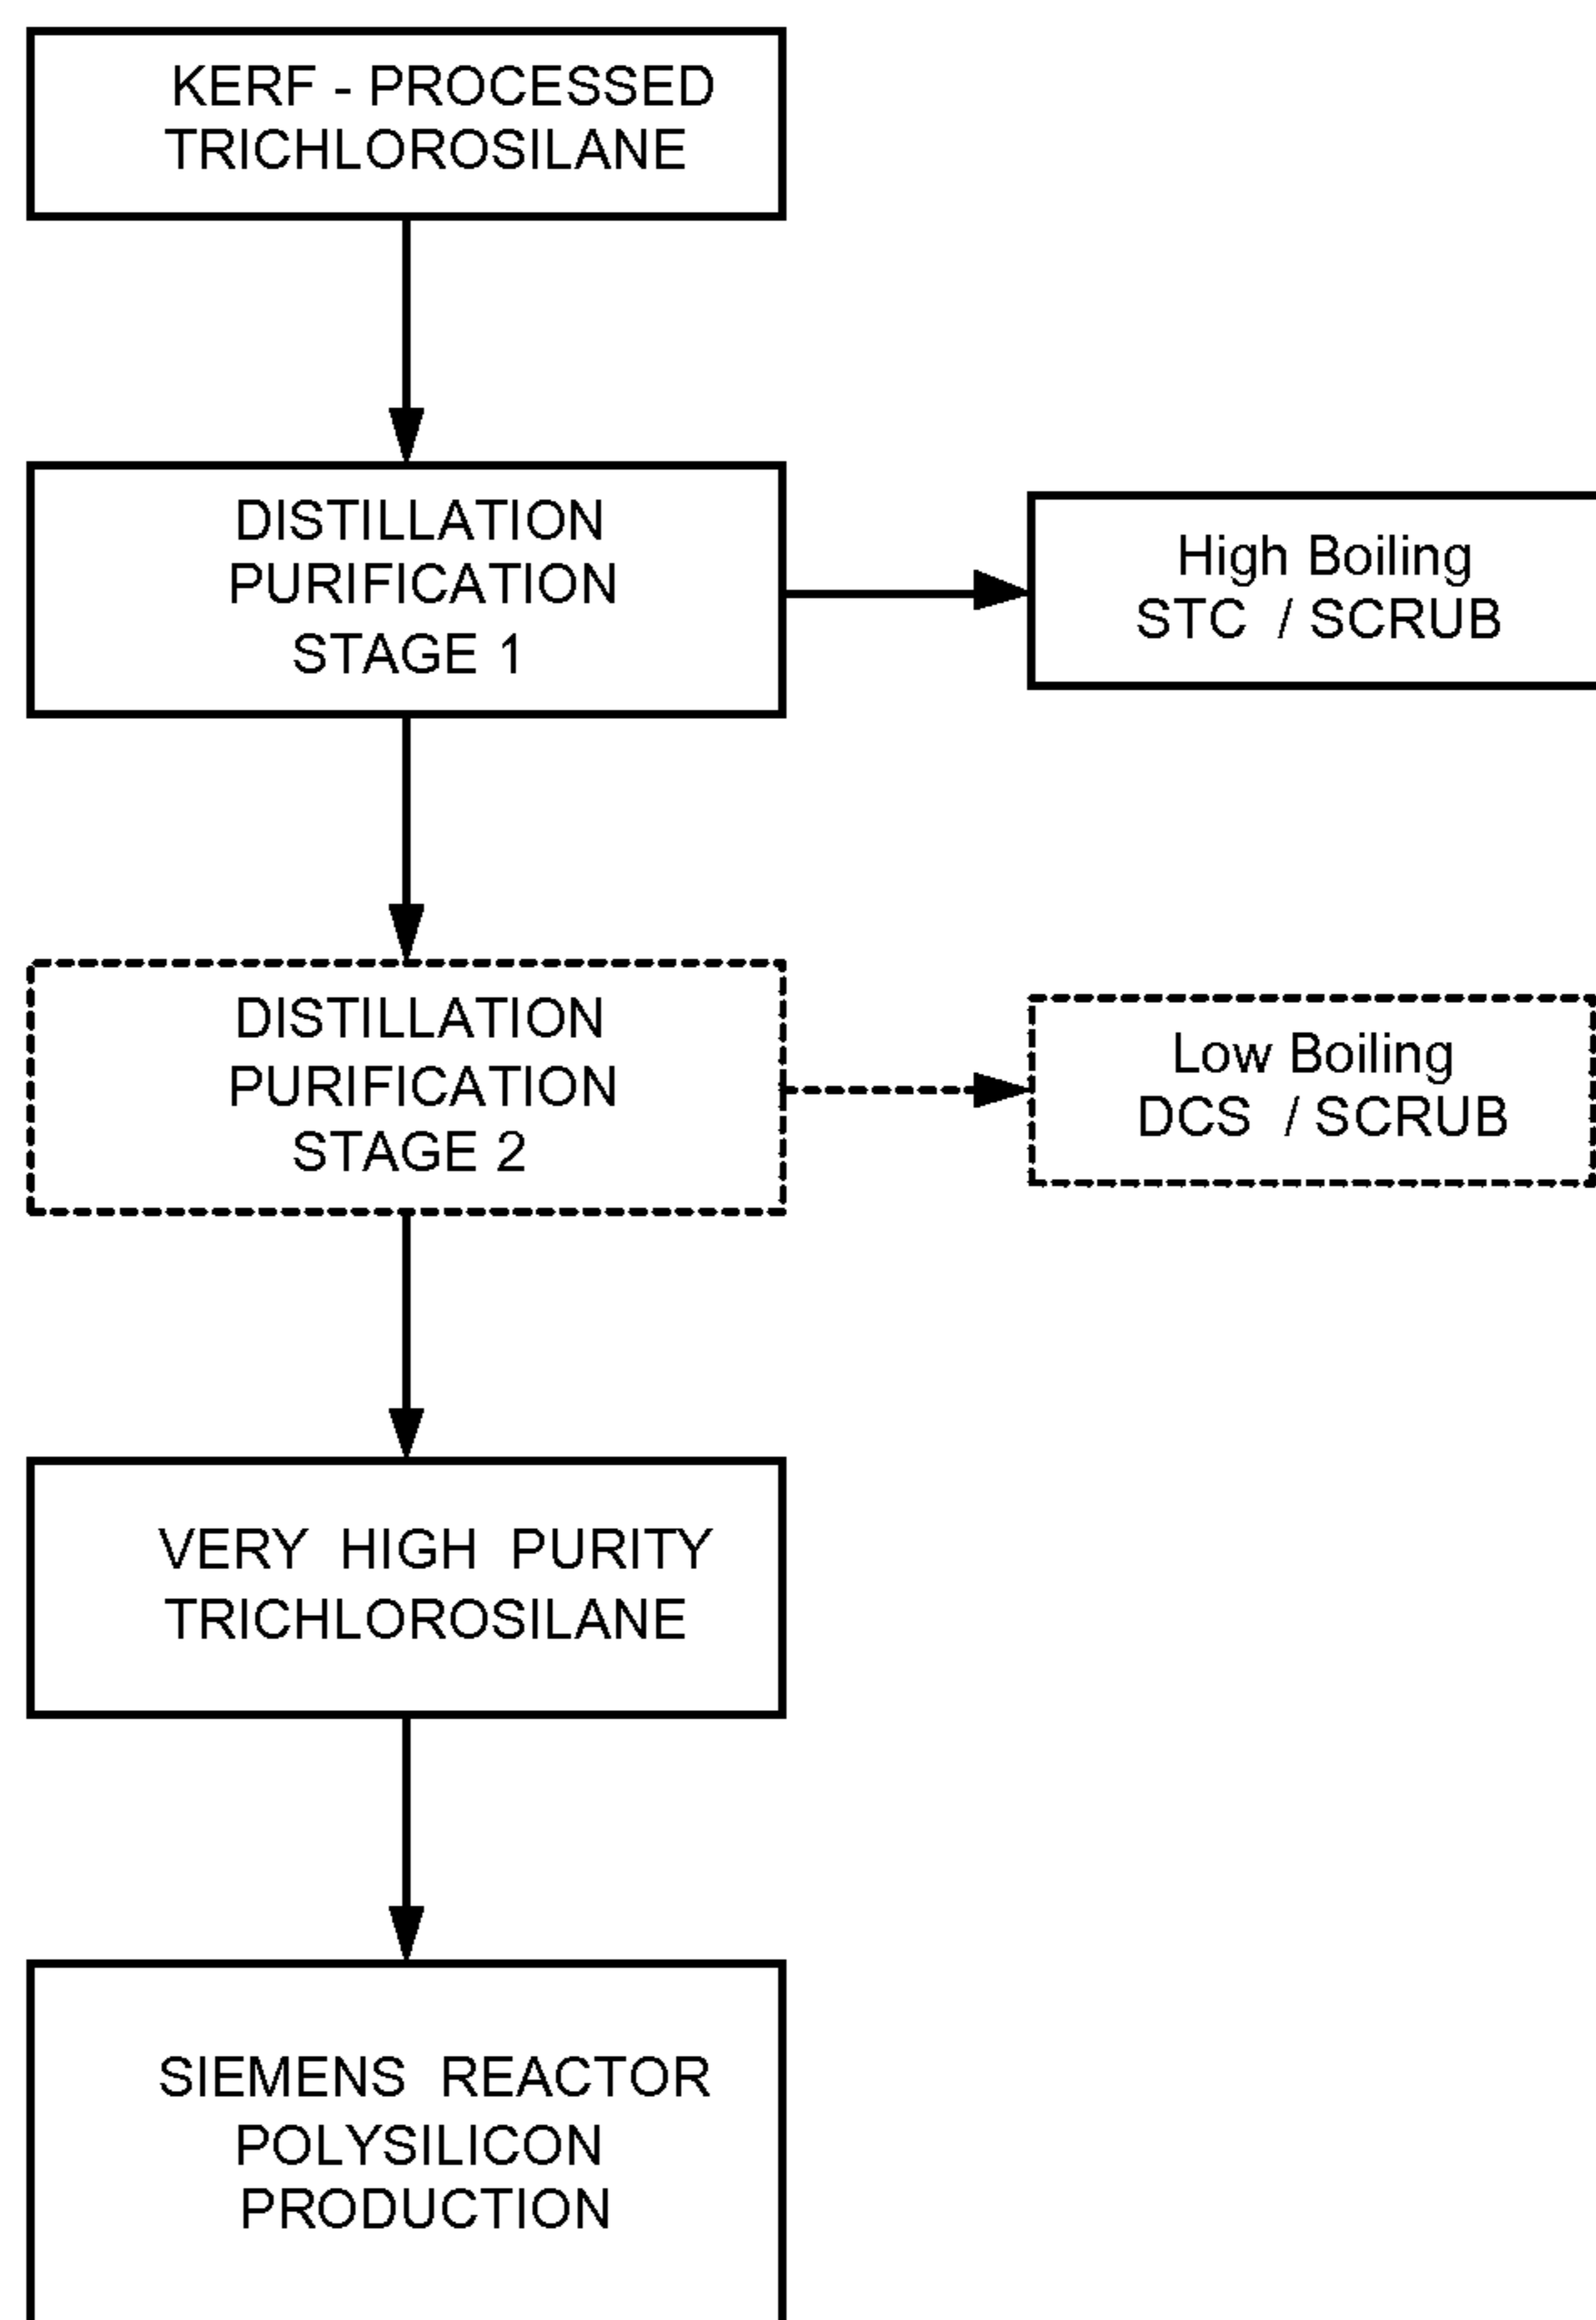 KERF - PROCESSED
TRICHLOROSILANE
DISTILLATION
PURIFICATION
STAGE 1
High Boiling
STC / SCRUB
DISTILLATION
PURIFICATION
STAGE 2
Low Boiling
DCS / SCRUB
VERY HIGH PURITY
TRICHLOROSILANE
SIEMENS REACTOR
POLYSILICON
PRODUCTION